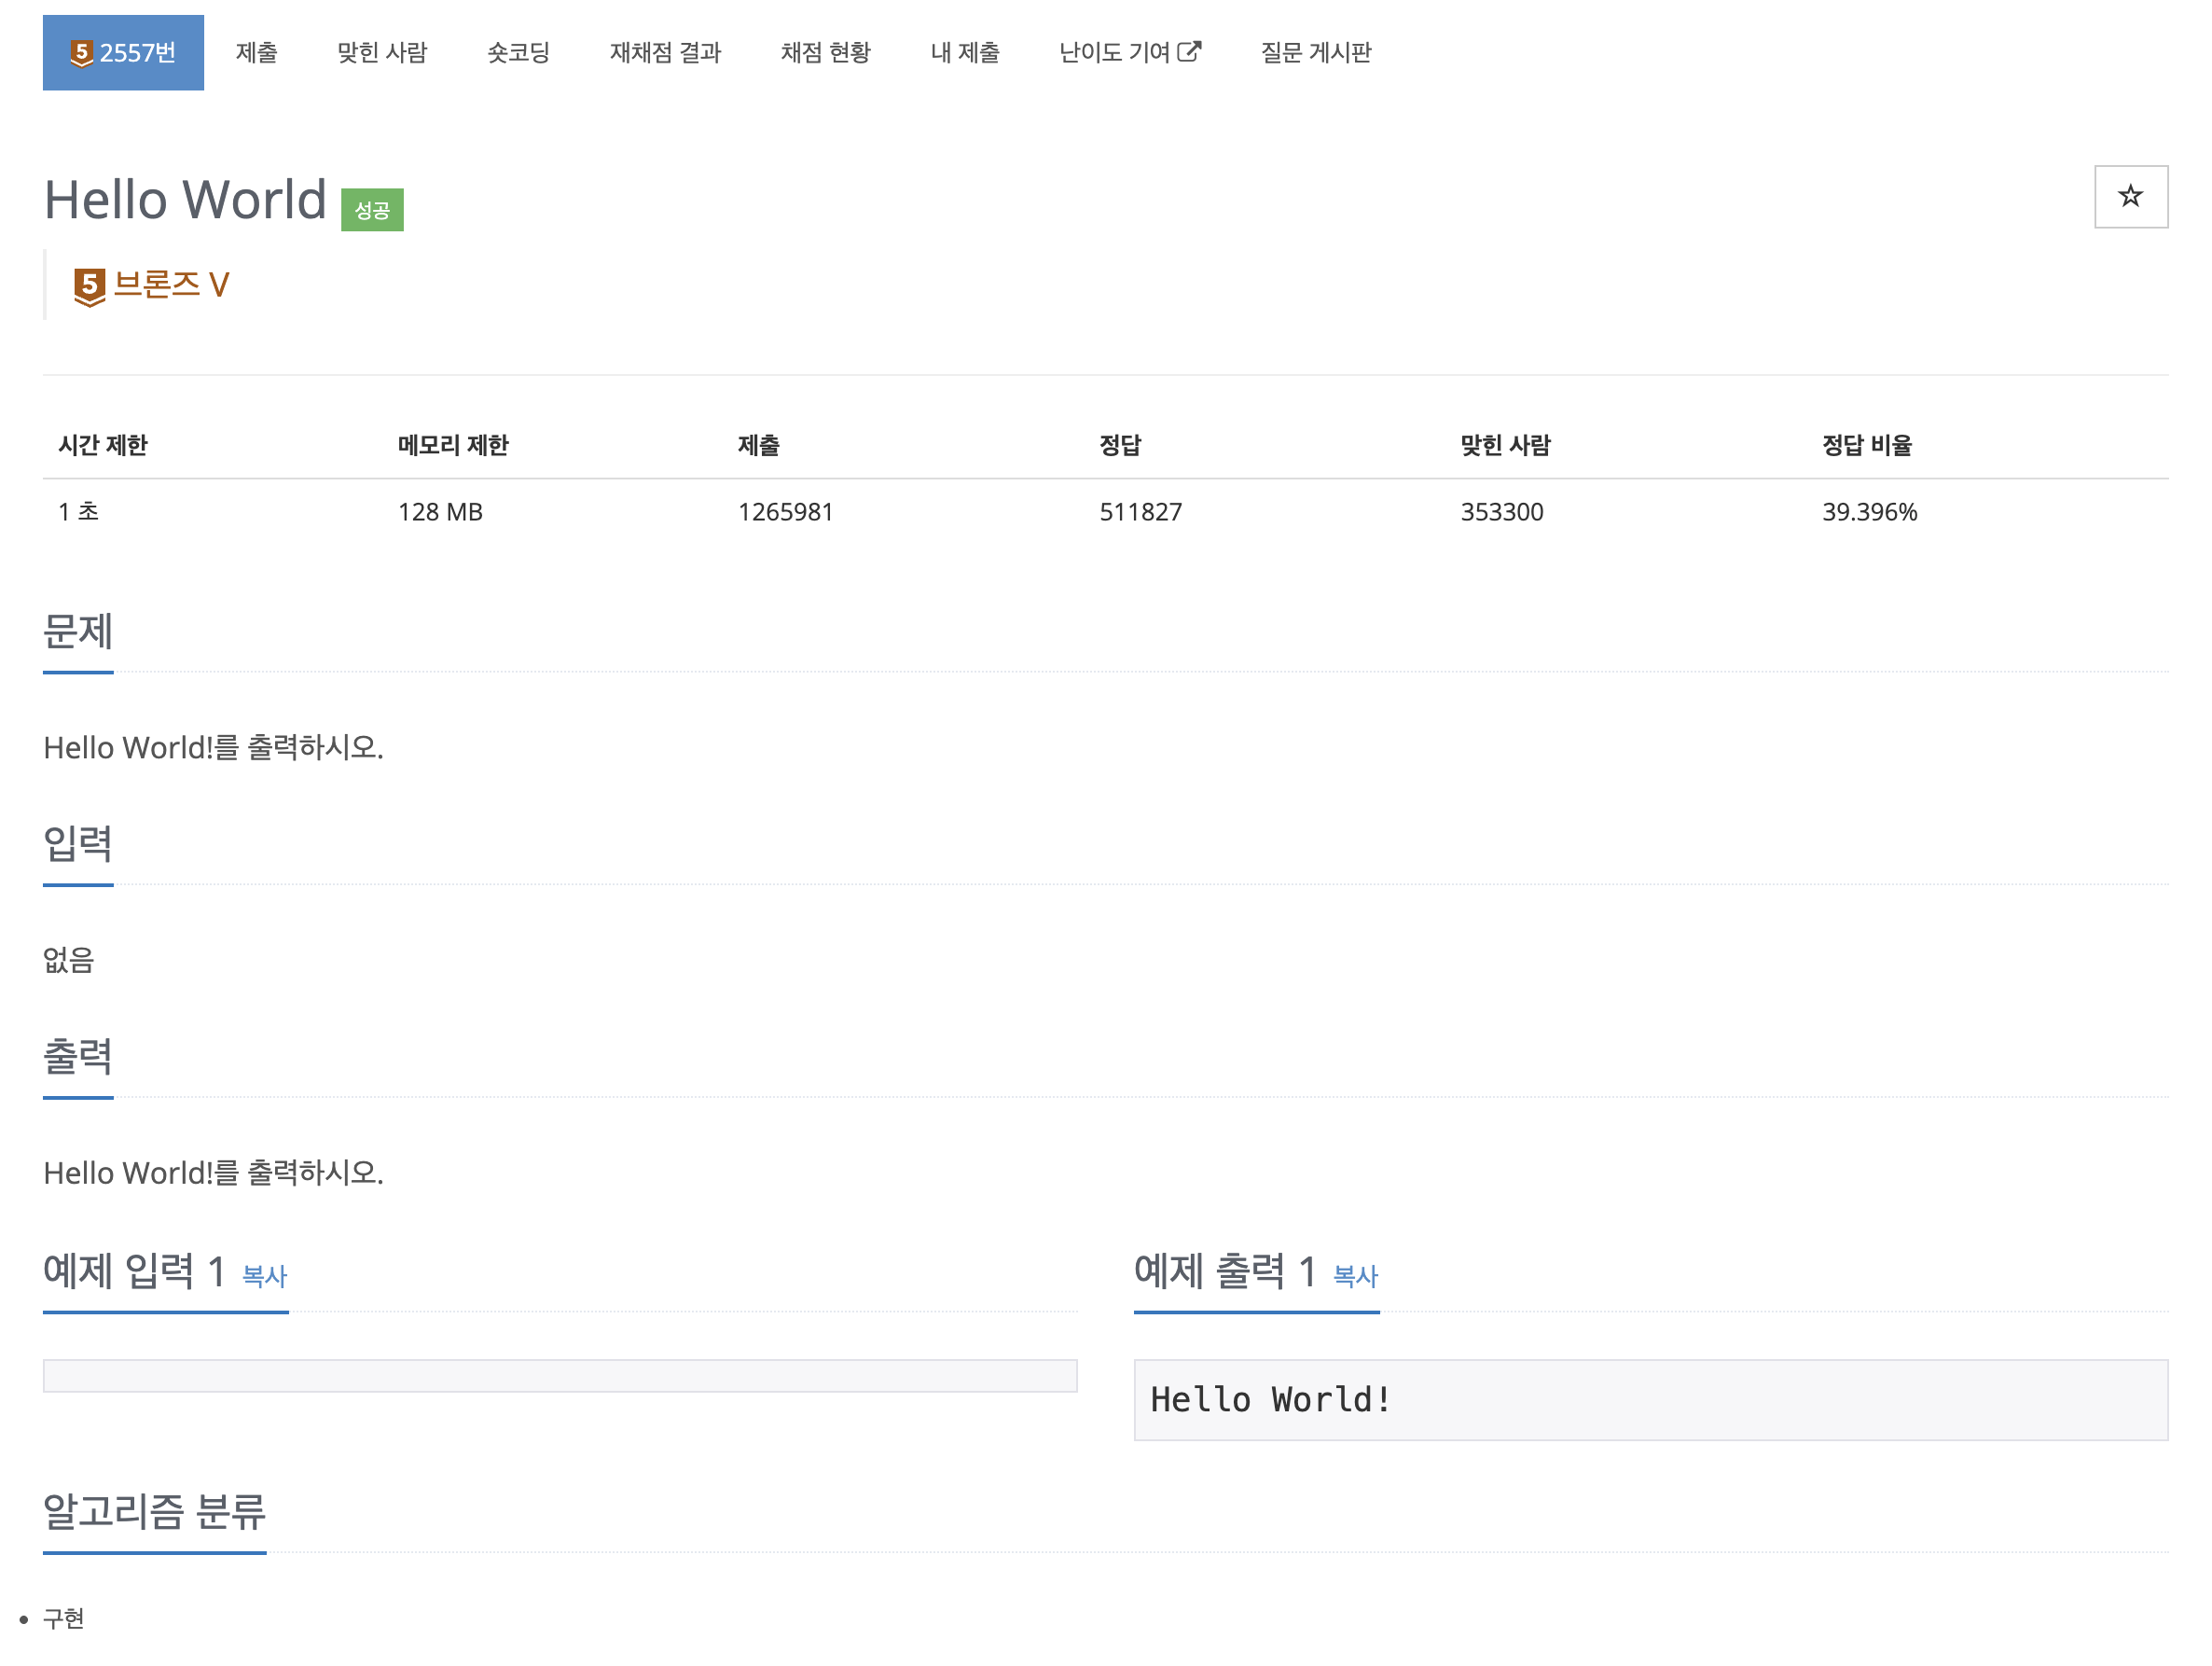 5 2557번 제출 맞힌 사람 숏코딩 재채점 결과 채점 현황 내 제출 난이도 기여 질문 게시판
Hello World 성공
5 브론즈 V
시간 제한 메모리 제한 제출 정답 맞힌 사람 정답 비율
1 초 128 MB 1265981 511827 353300 39.396%
문제
Hello World!를 출력하시오.
입력
없음
출력
Hello World!를 출력하시오.
예제 입력 1 복사
예제 출력 1 복사
Hello World!
알고리즘 분류
구현